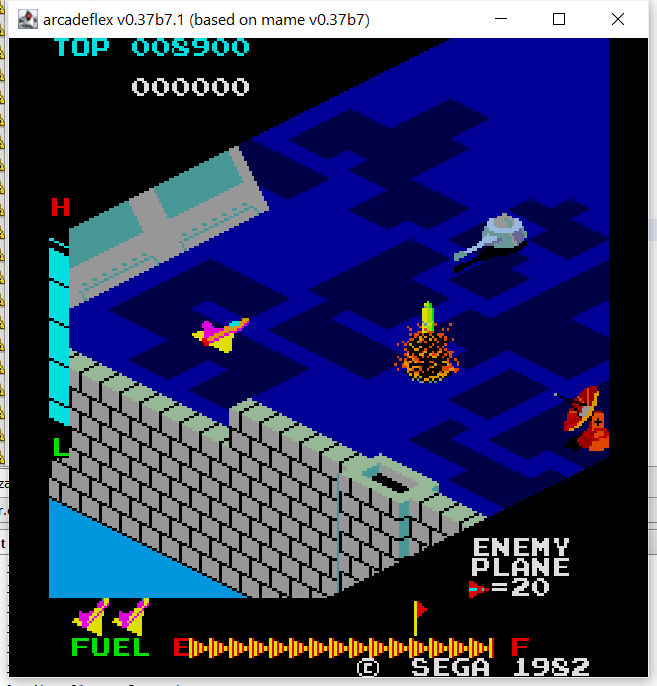 arcadeflex v0.37b7.1 (based on mame v0.37b7)
TOP 008900
000000
H
L
ENEMY
PLANE
=20
FUEL E F
© SEGA 1982